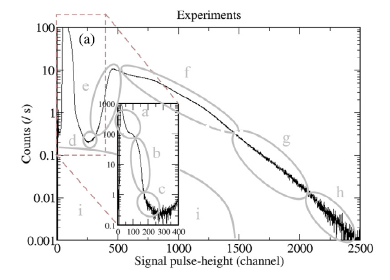 Experiments
(a)
100
10
1
0.1
0.01
0.001
Counts (/ s)
0 500 1000 1500 2000 2500
Signal pulse-height (channel)
d
e
f
g
h
i
i
1000
100
10
1
0.1
0 100 200 300 400
a
b
c